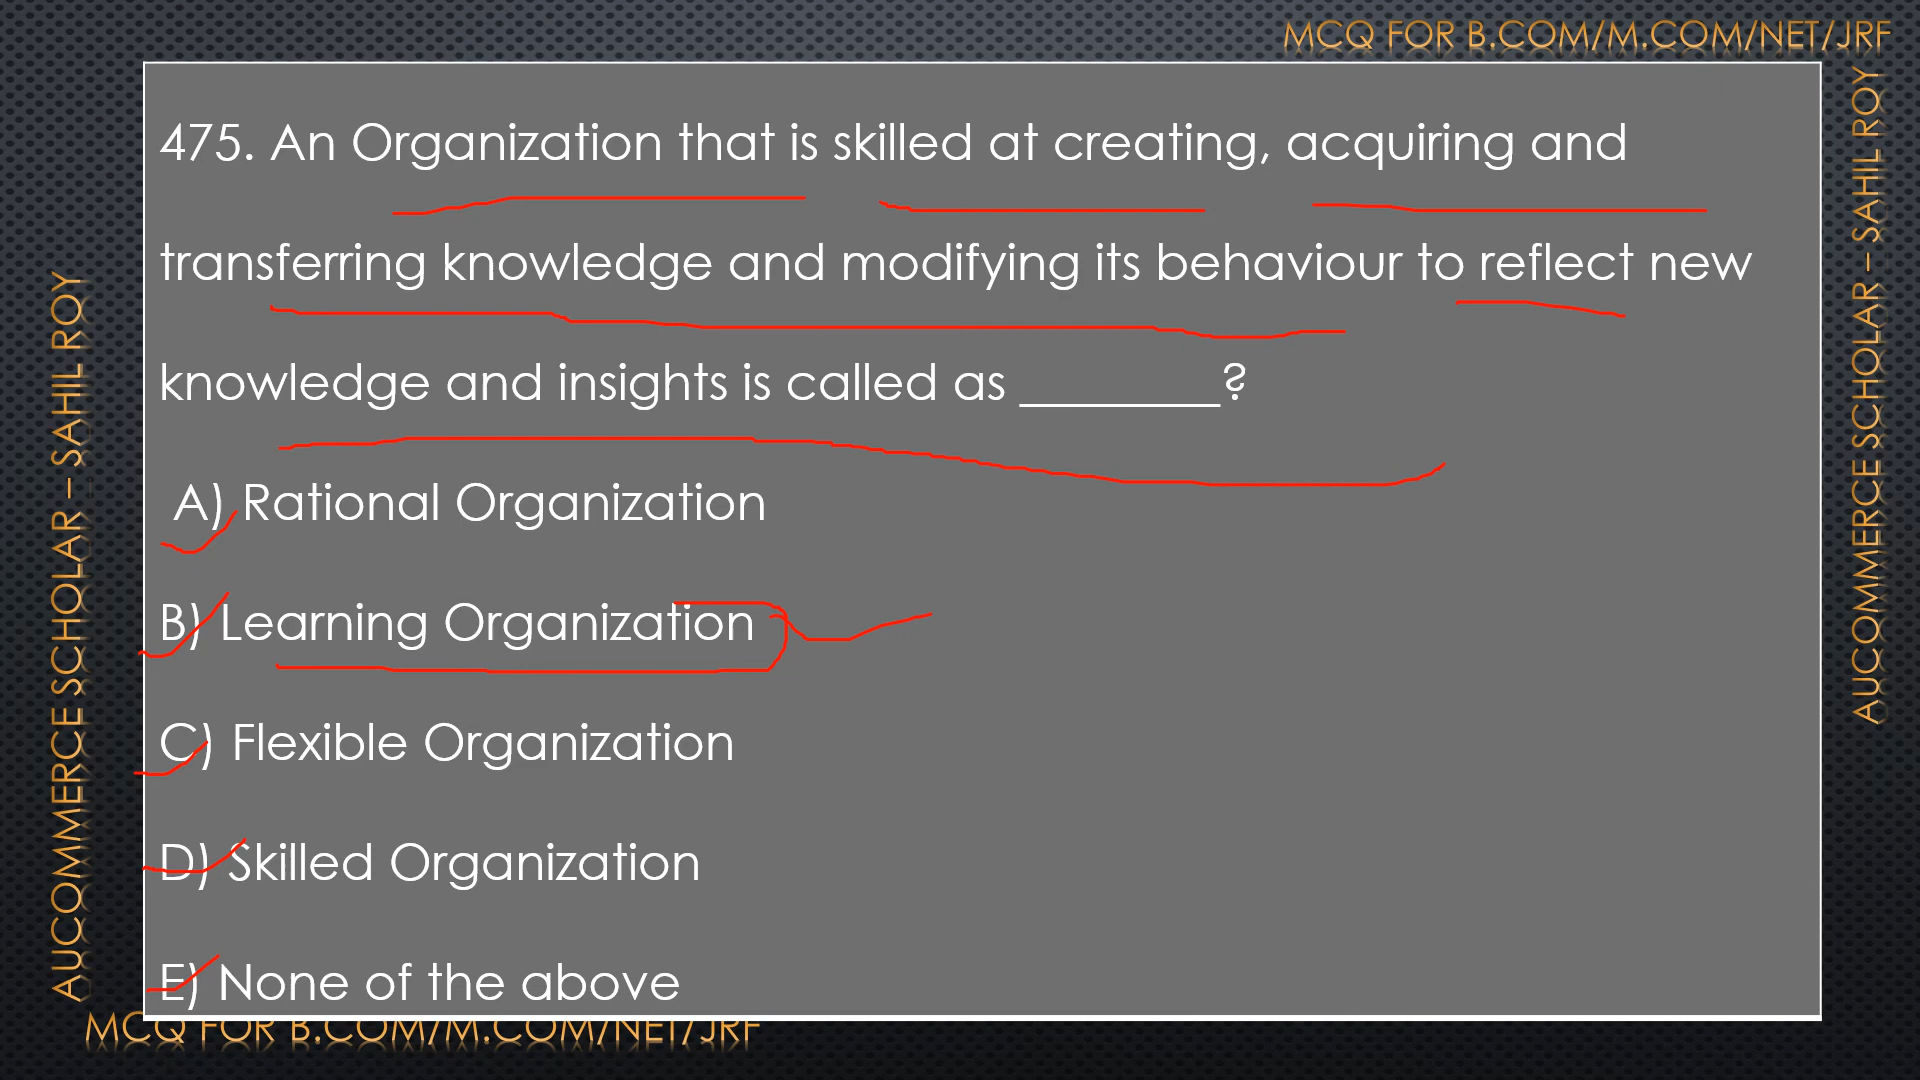 MCQ FOR B.COM/M.COM/NET/JRF
475. An Organization that is skilled at creating, acquiring and
transferring knowledge and modifying its behaviour to reflect new
knowledge and insights is called as ________?
A) Rational Organization
B) Learning Organization
C) Flexible Organization
D) Skilled Organization
E) None of the above
AUCOMMERCE SCHOLAR – SAHIL ROY
AUCOMMERCE SCHOLAR – SAHIL ROY
MCQ FOR B.COM/M.COM/NET/JRF